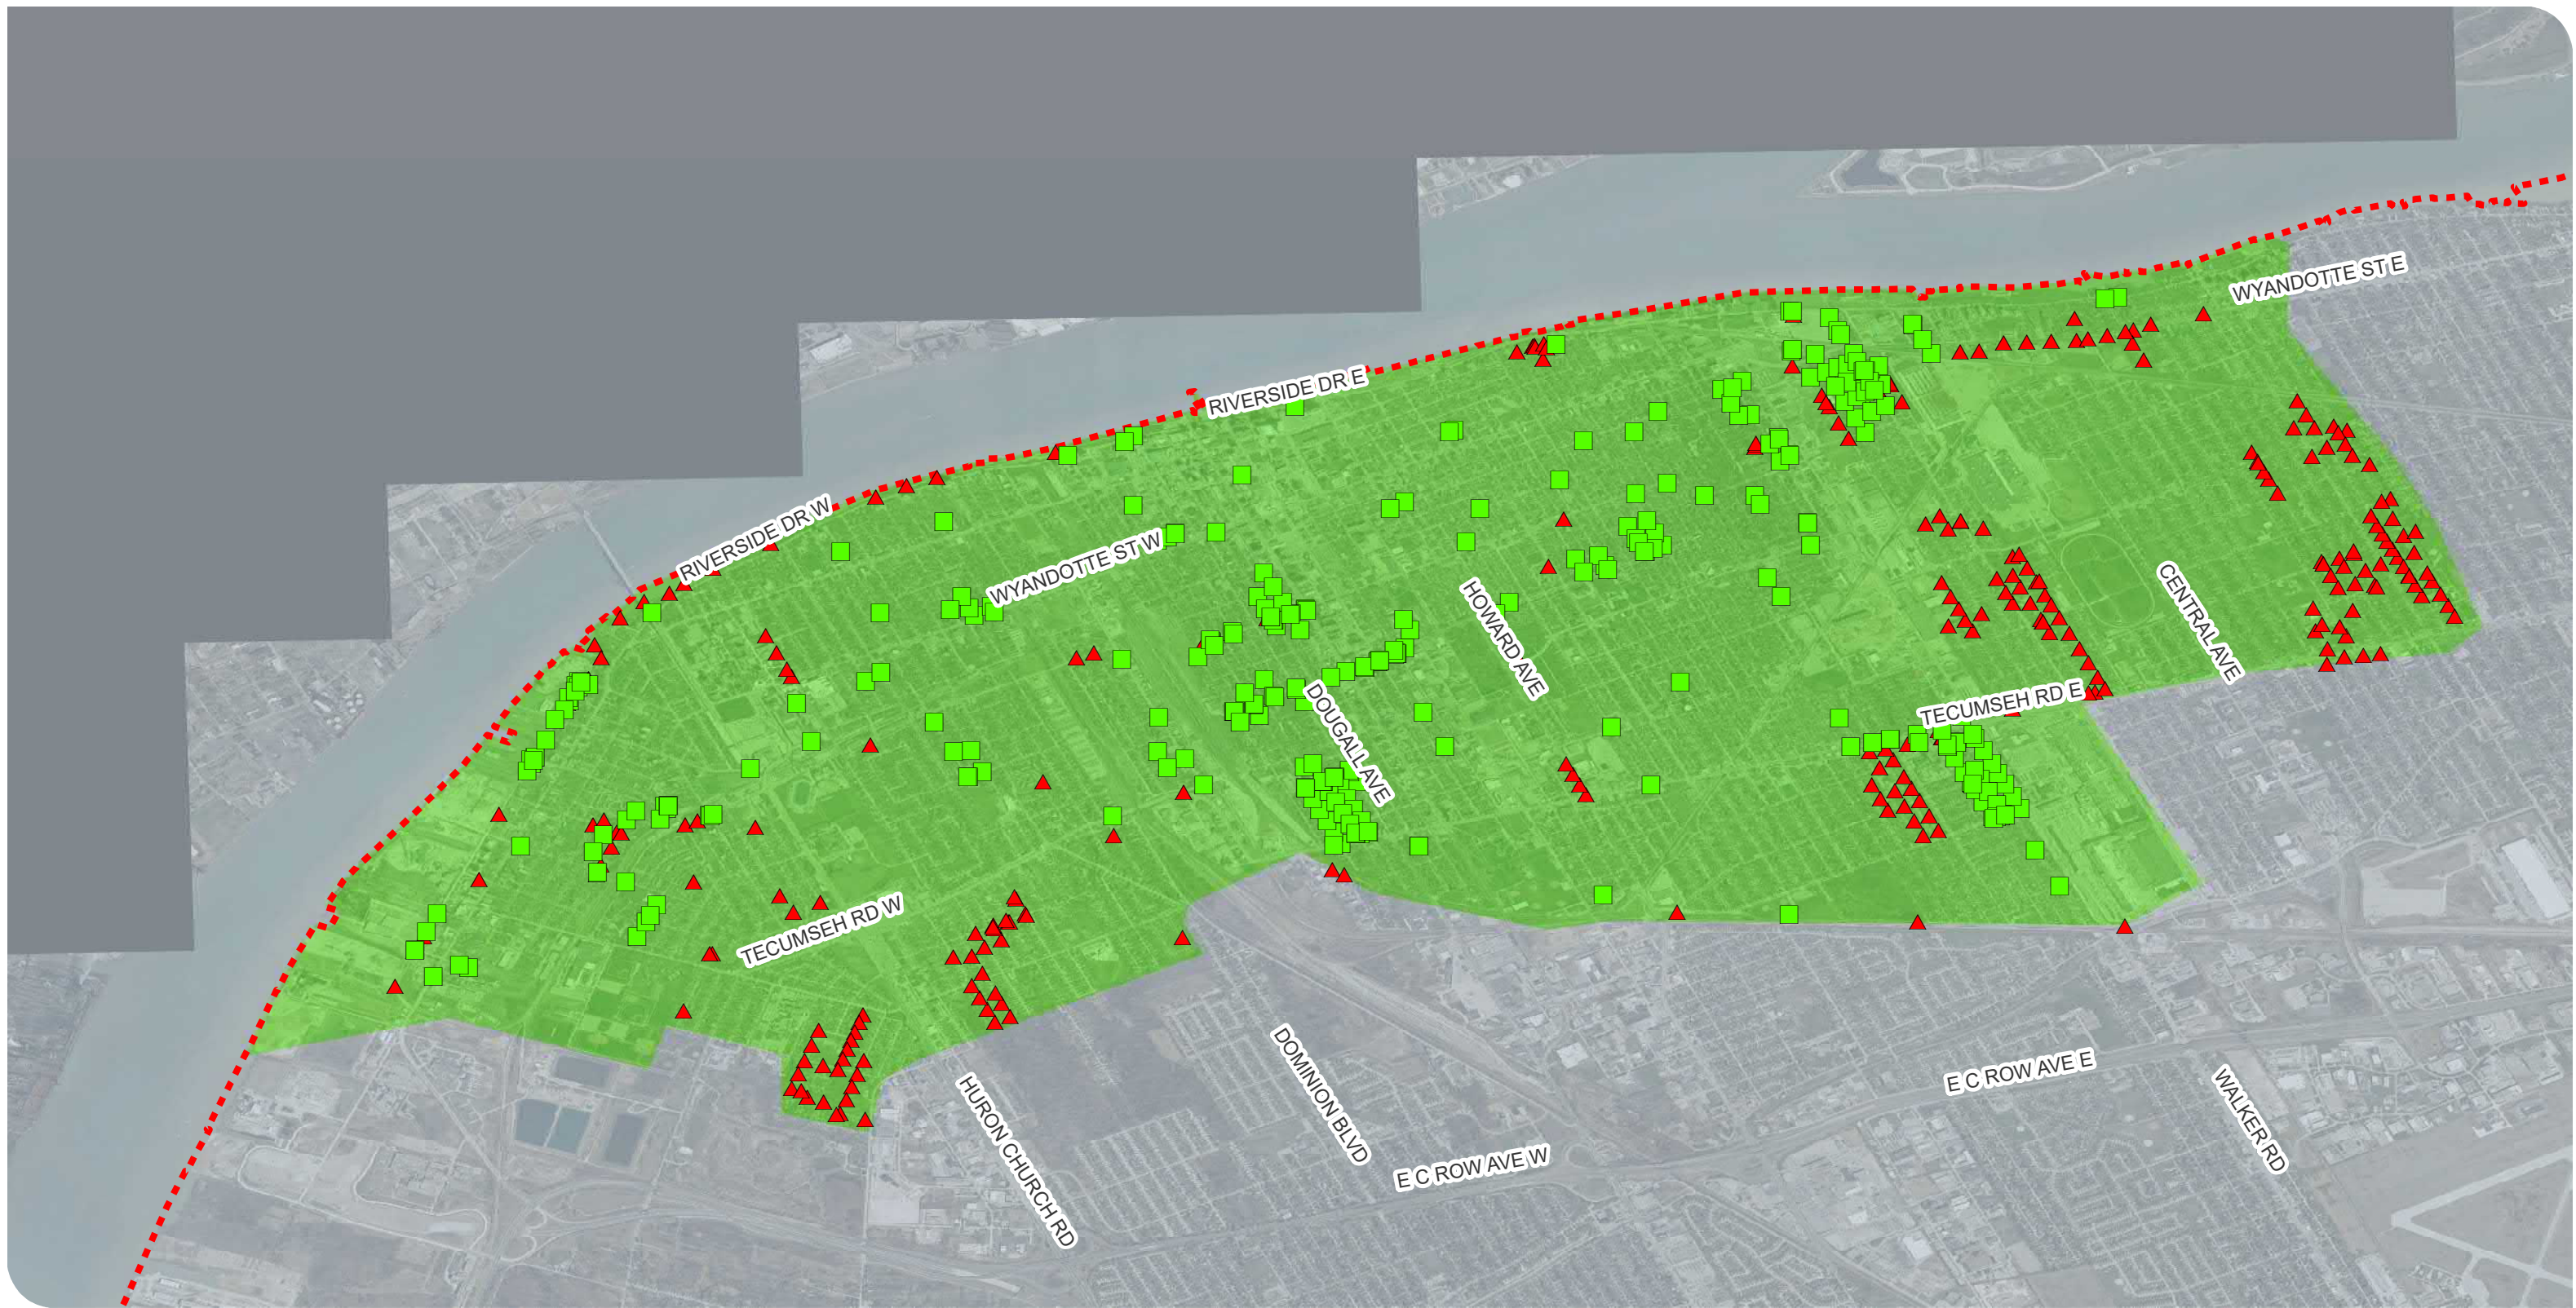 WYANDOTTE ST E
RIVERSIDE DR E
RIVERSIDE DR W
WYANDOTTE ST W
HOWARD AVE
CENTRAL AVE
DOUGALL AVE
TECUMSEH RD E
TECUMSEH RD W
DOMINION BLVD
E C ROW AVE E
HURON CHURCH RD
WALKER RD
E C ROW AVE W